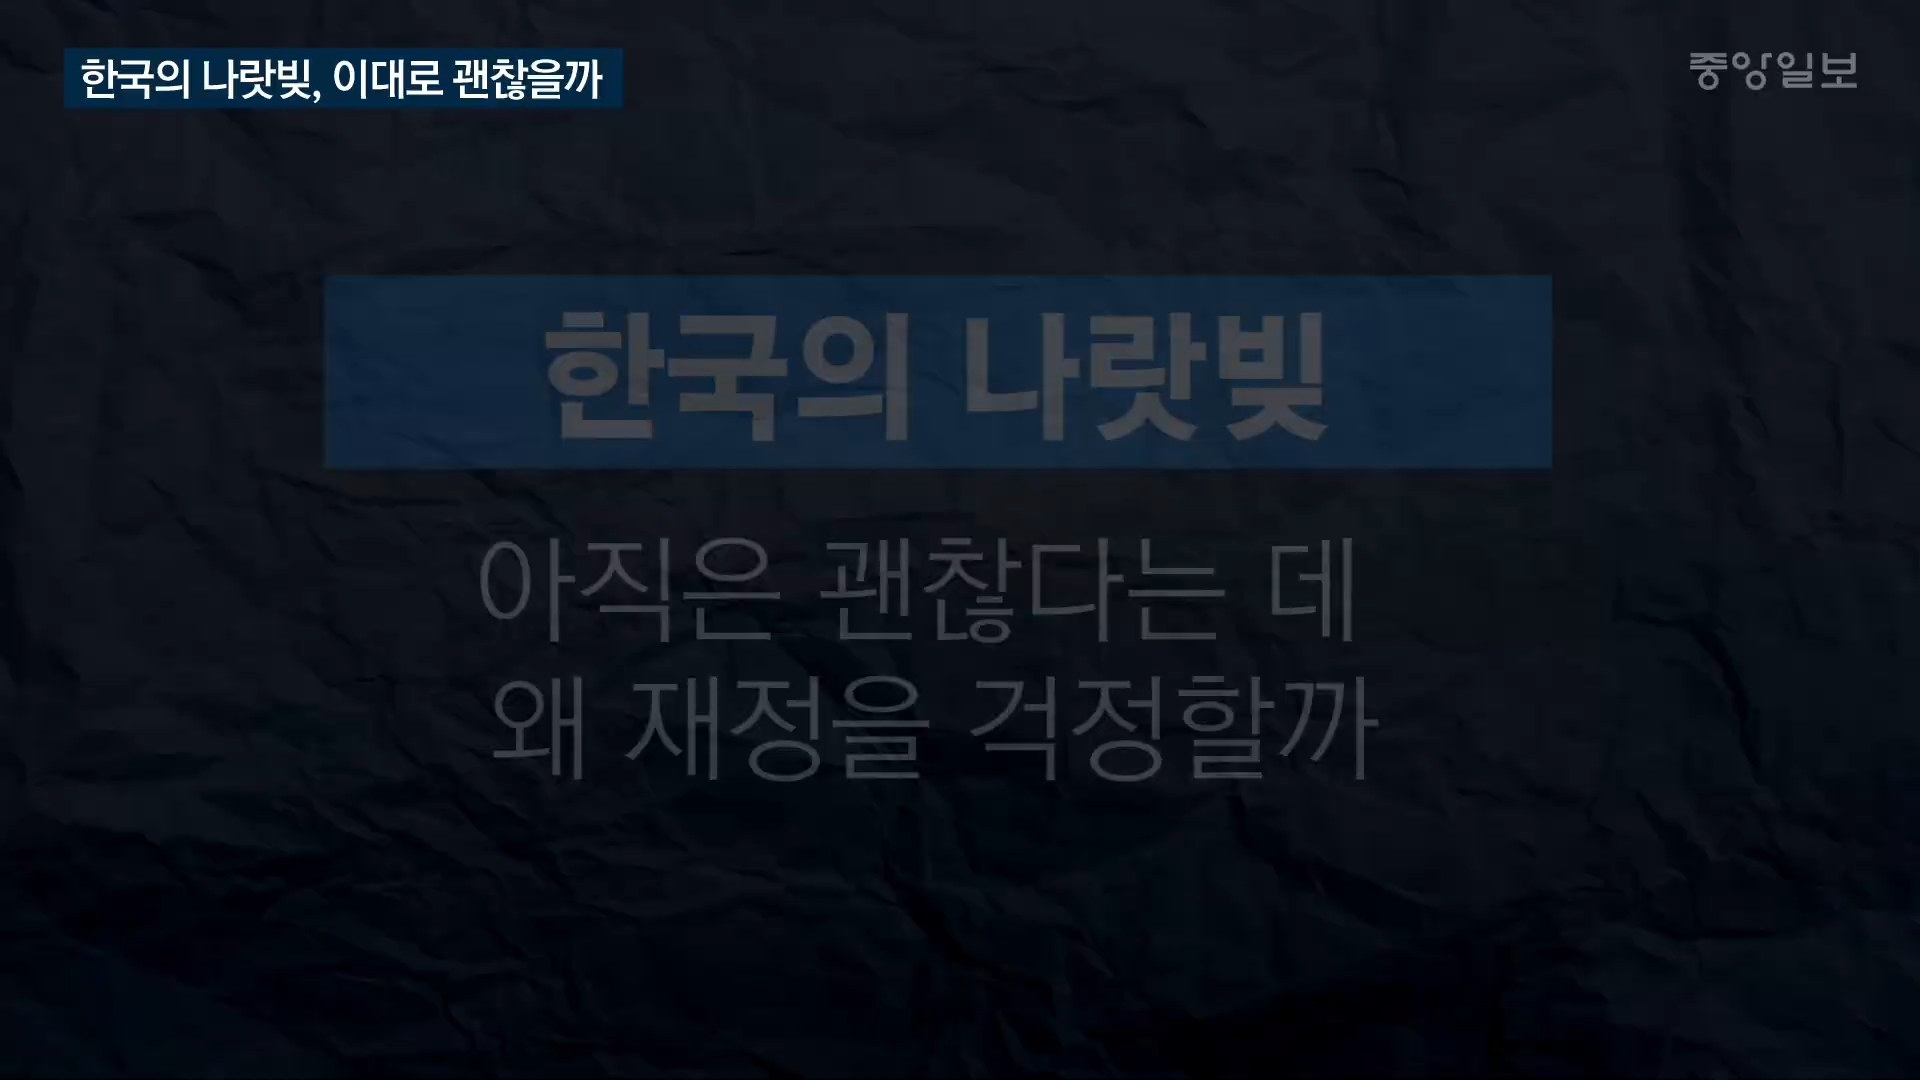 한국의 나랏빚, 이대로 괜찮을까
중앙일보
한국의 나랏빚
아직은 괜찮다는 데
왜 재정을 걱정할까